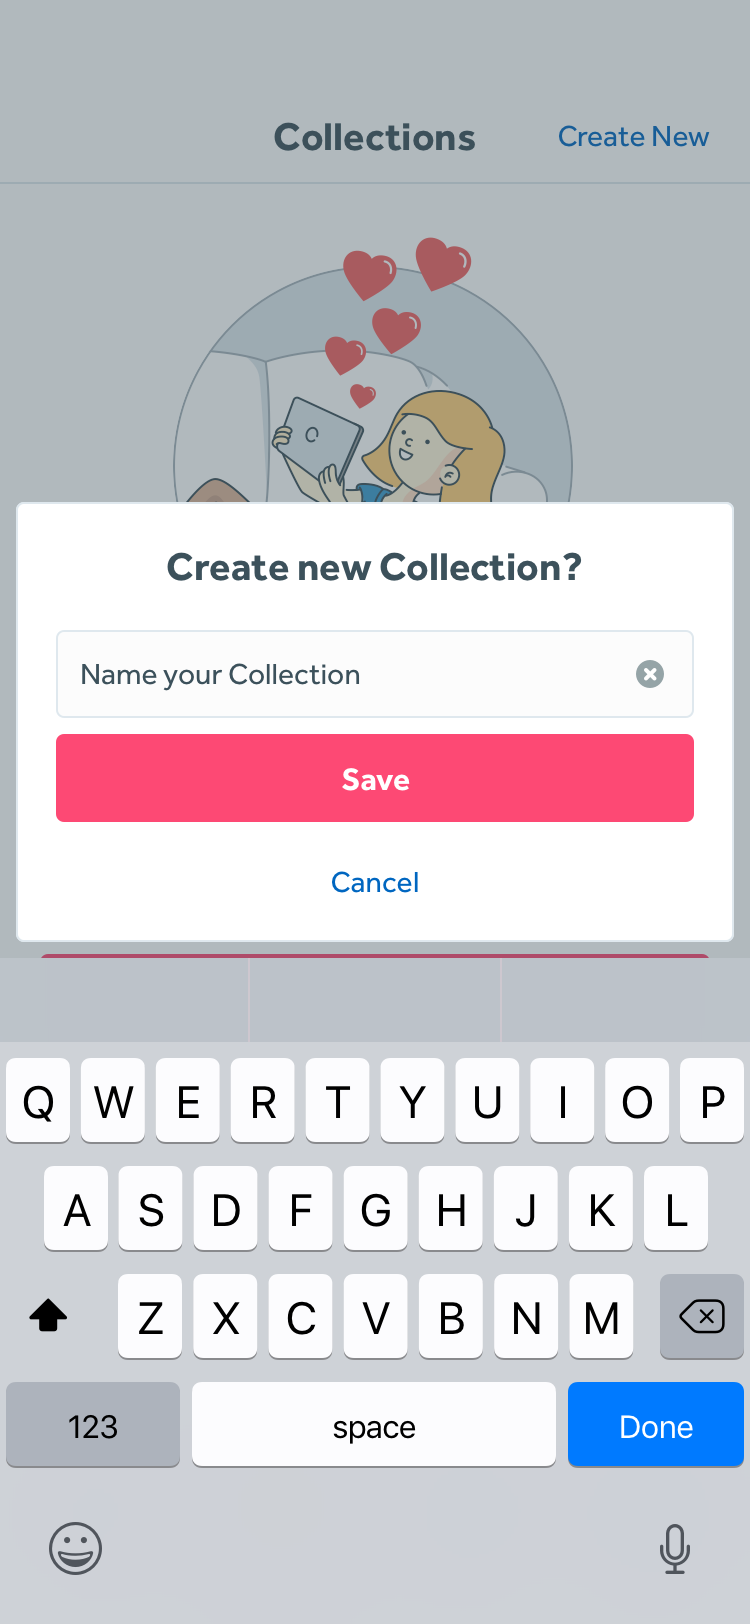 Collections
Create New
Create new Collection?
Name your Collection
Save
Cancel
Q W E R T Y U I O P
A S D F G H J K L
Z X C V B N M
123 space Done